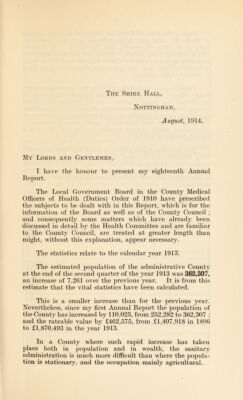 The Shire Hall,
Nottingham,
August, 1914.
My Lords and Gentlemen,
I have the honour to present my eighteenth Annual
Report.
The Local Government Board in the County Medical
Officers of Health (Duties) Order of 1910 have prescribed
the subjects to be dealt with in this Report, which is for the
information of the Board as well as of the County Council ;
and consequently some matters which have already been
discussed in detail by the Health Committee and are familiar
to the County Council, are treated at greater length than
might, without this explanation, appear necessary.
The statistics relate to the calendar year 1913.
The estimated population of the administrative County
at the end of the second quarter of the year 1913 was 362,307,
an increase of 7,261 over the previous year. It is from this
estimate that the vital statistics have been calculated.
This is a smaller increase than for the previous year.
Nevertheless, since my first Annual Report the population of
the County has increased by 110,025, from 252,282 to 362,307 ;
and the rateable value by £462,575, from £1,407,918 in 1896
to £1,870,493 in the year 1913.
In a County where such rapid increase has taken
place both in population and in wealth, the sanitary
administration is much more difficult than where the popula-
tion is stationary, and the occupation mainly agricultural.